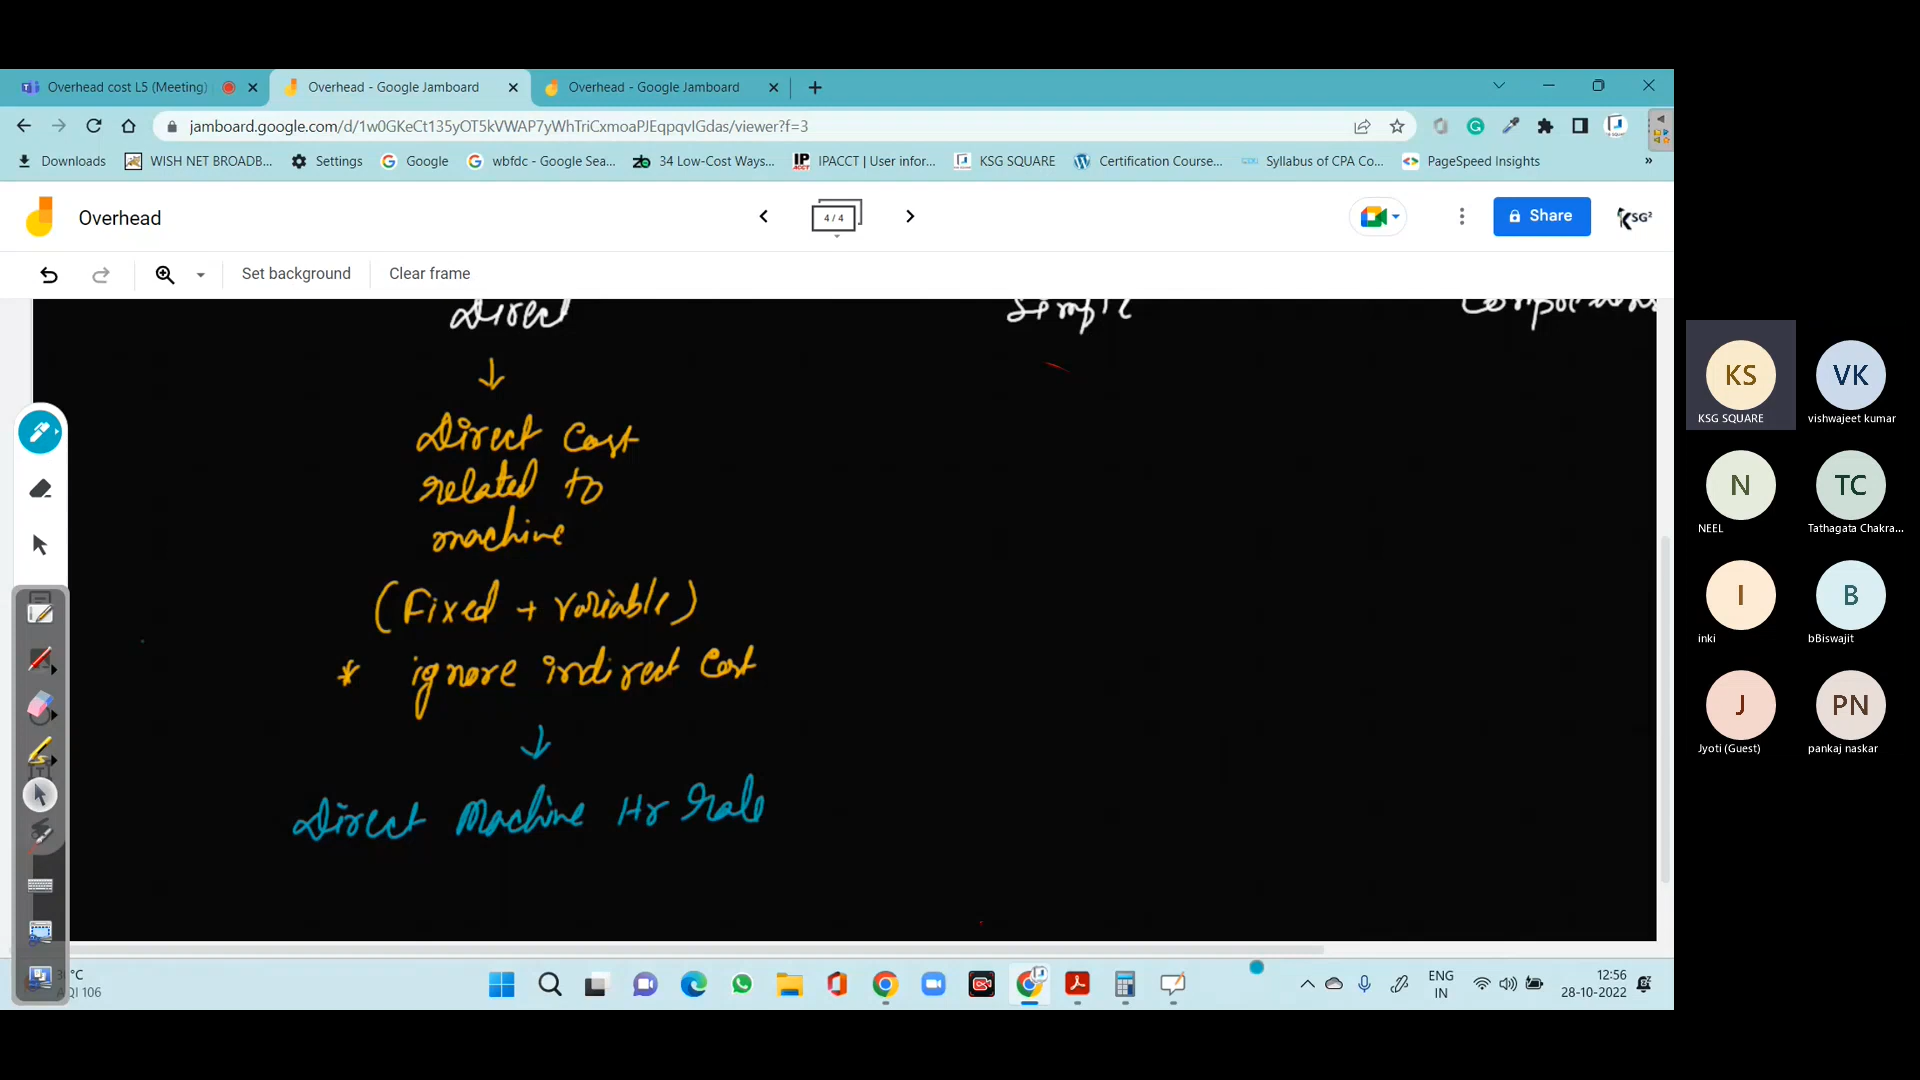 Overhead cost L5 (Meeting)
Overhead - Google Jamboard
Overhead - Google Jamboard
jamboard.google.com/d/1w0GKeCt135yOT5kVWAP7yWhTriCxmoaPJEqpqvIGdas/viewer?f=3
Downloads
WISH NET BROADB...
Settings
Google
wbfdc - Google Sea...
34 Low-Cost Ways...
IPACCT | User infor...
KSG SQUARE
Certification Course...
Syllabus of CPA Co...
PageSpeed Insights
»
Overhead
4 / 4
Share
KSG²
Set background
Clear frame
Direct
Simple
Direct Cost
related to
machine
(Fixed + variable)
* ignore indirect Cost
Direct Machine Hr Rate
KS
KSG SQUARE
VK
vishwajeet kumar
N
NEEL
TC
Tathagata Chakra...
I
inki
B
bBiswajit
J
Jyoti (Guest)
PN
pankaj naskar
AQI 106
ENG
IN
12:56
28-10-2022